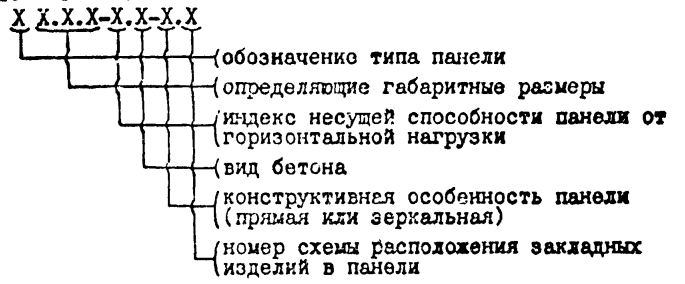 X X.X.X-X.X-X.X
обозначение типа панели
определяющие габаритные размеры
индекс несущей способности панели от
горизонтальной нагрузки
вид бетона
конструктивная особенность панели
(прямая или зеркальная)
номер схемы расположения закладных
изделий в панели